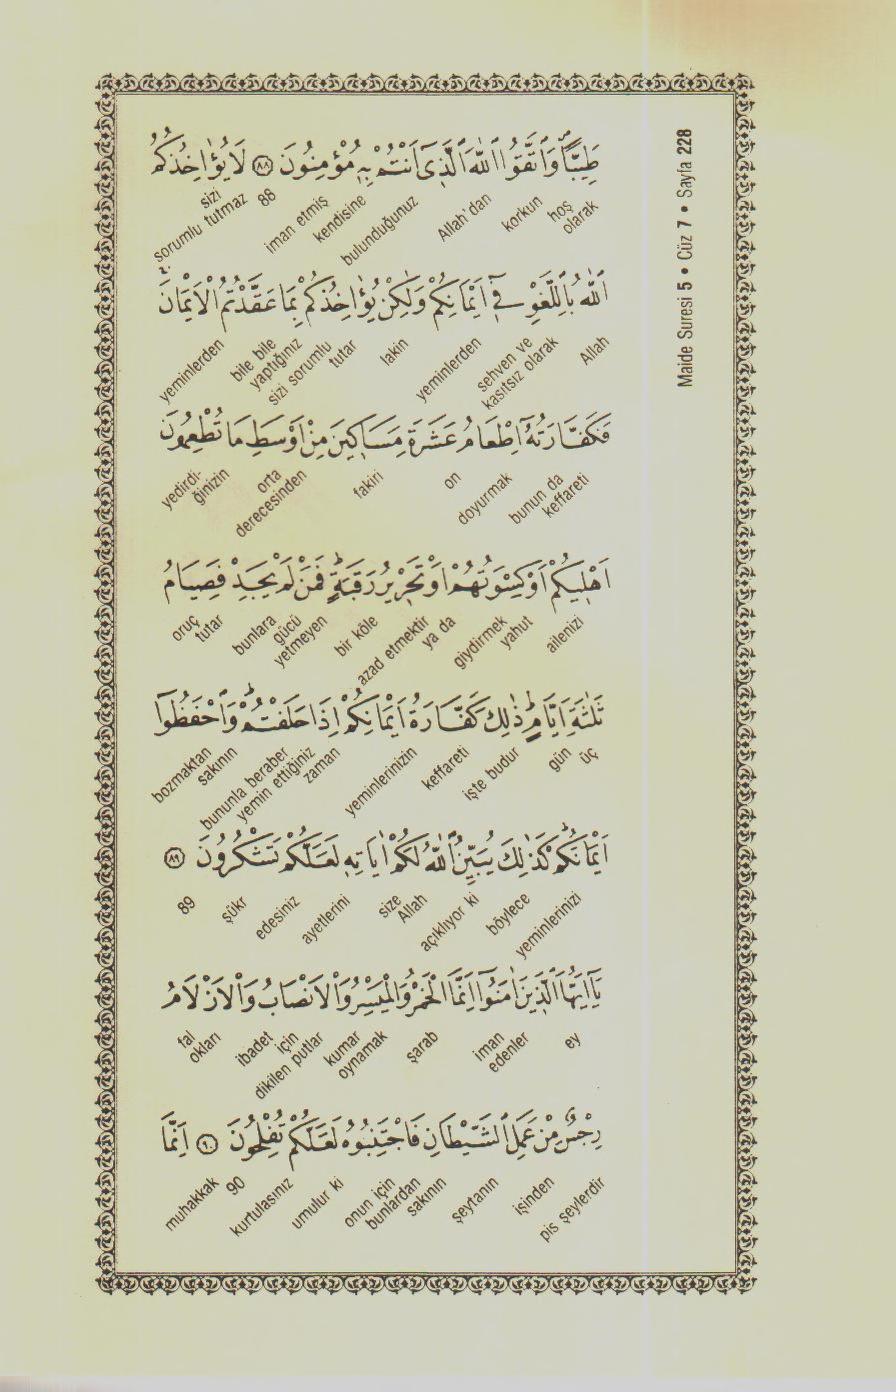 Maide Suresi 5 • Cüz 7 • Sayfa 228
طَيِّبًاۖ وَاتَّقُوا اللّٰهَ الَّذ۪ٓي اَنْتُمْ بِه۪ مُؤْمِنُونَ ﴿٨٨﴾ لَا يُؤَاخِذُكُمُ
hoş olarak korkun Allah'dan bulunduğunuz kendisine iman etmiş 88 sorumlu tutmaz sizi
اللّٰهُ بِاللَّغْوِ ف۪ٓي اَيْمَانِكُمْ وَلٰكِنْ يُؤَاخِذُكُمْ بِمَا عَقَّدْتُمُ الْاَيْمَانَۚ
Allah sehven ve kasıtsız olarak yeminlerden lakin sizi sorumlu tutar bile bile yaptığınız yeminlerden
فَكَفَّارَتُهُٓ اِطْعَامُ عَشَرَةِ مَسَاك۪ينَ مِنْ اَوْسَطِ مَا تُطْعِمُونَ
bunun da keffareti doyurmak on fakiri orta derecesinden yedirdi-ğinizin
اَهْل۪يكُمْ اَوْ كِسْوَتُهُمْ اَوْ تَحْر۪يرُ رَقَبَةٍۜ فَمَنْ لَمْ يَجِدْ فَصِيَامُ
ailenizi yahut giydirmek ya da azad etmektir bir köle gücü yetmeyen bunlara oruç tutar
ثَلٰثَةِ اَيَّامٍۜ ذٰلِكَ كَفَّارَةُ اَيْمَانِكُمْ اِذَا حَلَفْتُمْۜ وَاحْفَظُٓوا
üç gün işte budur keffareti yeminlerinizin bununla beraber yemin ettiğiniz zaman bozmaktan sakının
اَيْمَانَكُمْۜ كَذٰلِكَ يُبَيِّنُ اللّٰهُ لَكُمْ اٰيَاتِه۪ لَعَلَّكُمْ تَشْكُرُونَ ﴿٨٩﴾
yeminlerinizi böylece açıklıyor ki Allah size ayetlerini edesiniz şükr 89
يَٓا اَيُّهَا الَّذ۪ينَ اٰمَنُٓوا اِنَّمَا الْخَمْرُ وَالْمَيْسِرُ وَالْاَنْصَابُ وَالْاَزْلَامُ
ey iman edenler şarab kumar oynamak ibadet için dikilen putlar fal okları
رِجْسٌ مِنْ عَمَلِ الشَّيْطَانِ فَاجْتَنِبُوهُ لَعَلَّكُمْ تُفْلِحُونَ ﴿٩٠﴾ اِنَّمَا
pis şeylerdir işinden şeytanın onun için bunlardan sakının umulur ki kurtulasınız 90 muhakkak